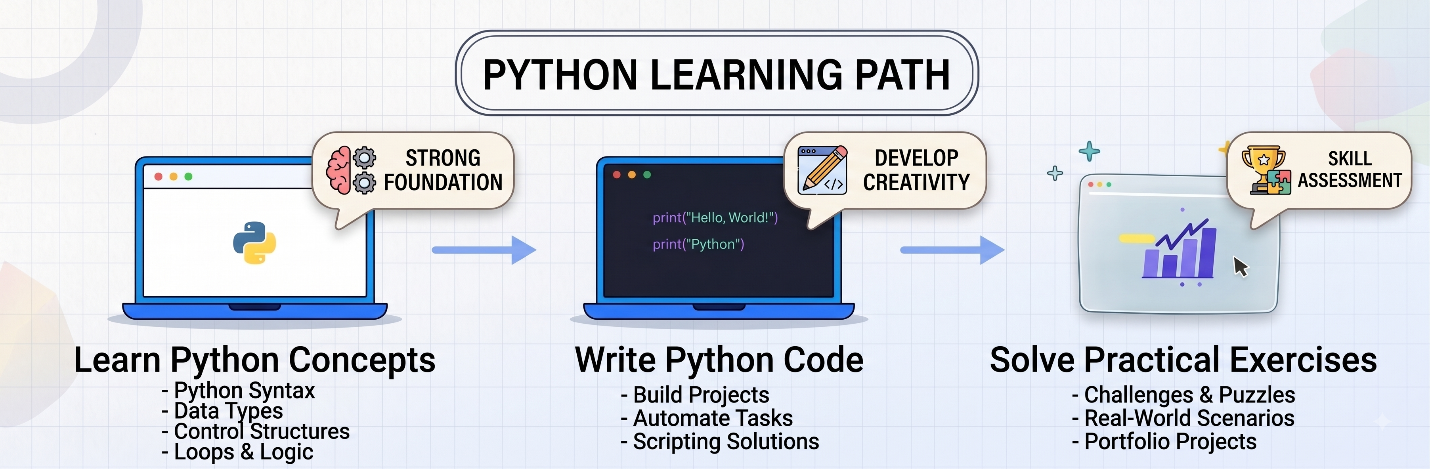 PYTHON LEARNING PATH
STRONG
FOUNDATION
DEVELOP
CREATIVITY
</>
SKILL
ASSESSMENT
print("Hello, World!")
print("Python")
Learn Python Concepts
- Python Syntax
- Data Types
- Control Structures
- Loops & Logic
Write Python Code
- Build Projects
- Automate Tasks
- Scripting Solutions
Solve Practical Exercises
- Challenges & Puzzles
- Real-World Scenarios
- Portfolio Projects